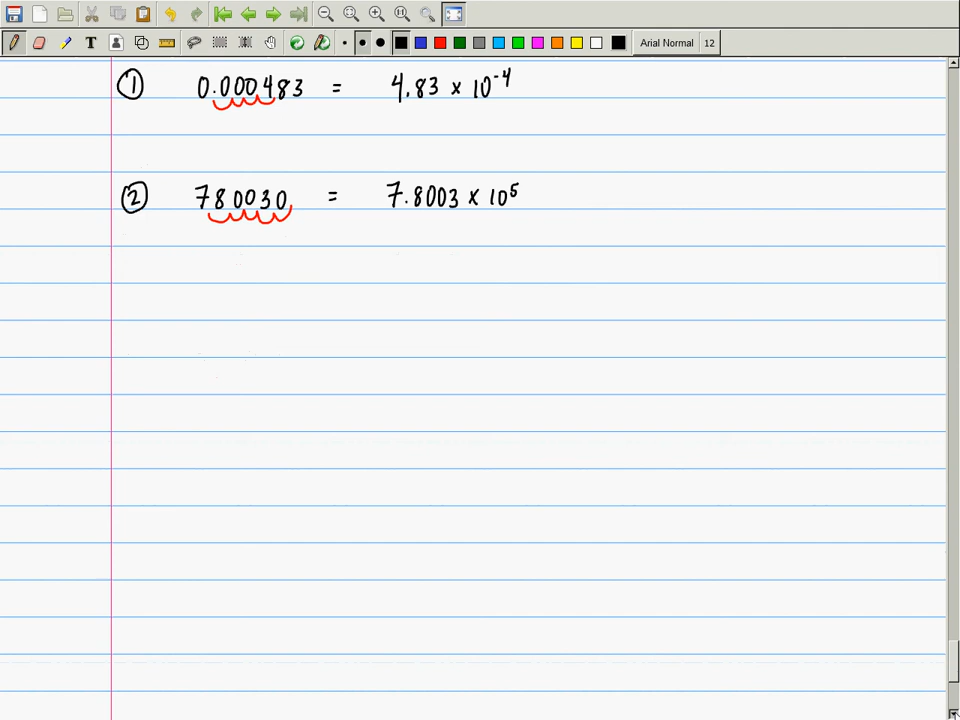 T Arial Normal 12
① 0.000483 = 4.83 × 10⁻⁴
② 780030. = 7.8003 × 10⁵